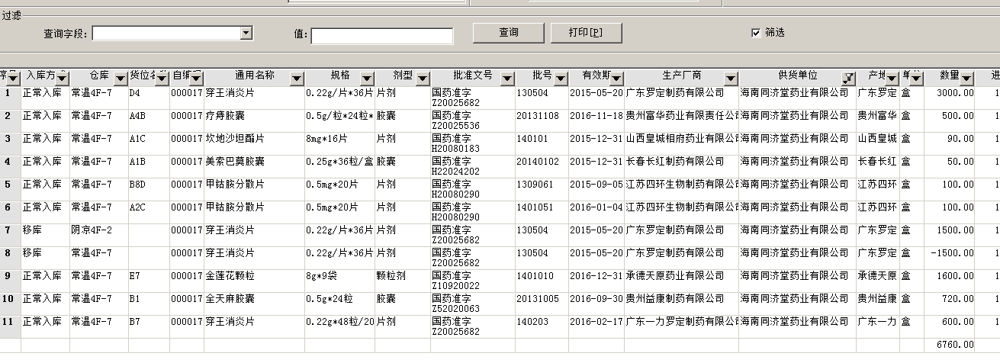 过滤
查询字段: 值: 查询 打印[P] 筛选
入库方 仓库 货位名 自编 通用名称 规格 剂型 批准文号 批号 有效期 生产厂商 供货单位 产地 单 数量 进
1 正常入库 常温4F-7 D4 000017 穿王消炎片 0.22g/片*36片 片剂 国药准字 130504 2015-05-20 广东罗定制药有限公司 海南同济堂药业有限公司 广东罗定 盒 3000.00 1
Z20025682
2 正常入库 常温4F-7 A4B 000017 疗痔胶囊 0.5g/粒*24粒* 胶囊 国药准字 20131108 2016-11-18 贵州富华药业有限责任公 海南同济堂药业有限公司 贵州富华 盒 500.00 1
Z20025536
3 正常入库 常温4F-7 A1C 000017 坎地沙坦酯片 8mg*16片 片剂 国药准字 140101 2015-12-31 山西皇城相府药业有限公 海南同济堂药业有限公司 山西皇城 盒 90.00 1
H20080183
4 正常入库 常温4F-7 A1B 000017 美索巴莫胶囊 0.25g*36粒/盒 胶囊 国药准字 20140102 2015-12-31 长春长红制药有限公司 海南同济堂药业有限公司 长春长红 盒 50.00 1
H22024202
5 正常入库 常温4F-7 B8D 000017 甲钴胺分散片 0.5mg*20片 片剂 国药准字 1309061 2015-09-05 江苏四环生物制药有限公 海南同济堂药业有限公司 江苏四环 盒 100.00 1
H20080290
6 正常入库 常温4F-7 A2C 000017 甲钴胺分散片 0.5mg*20片 片剂 国药准字 1401051 2016-01-04 江苏四环生物制药有限公 海南同济堂药业有限公司 江苏四环 盒 100.00 1
H20080290
7 移库 阴凉4F-2 000017 穿王消炎片 0.22g/片*36片 片剂 国药准字 130504 2015-05-20 广东罗定制药有限公司 海南同济堂药业有限公司 广东罗定 盒 1500.00 1
Z20025682
8 移库 常温4F-7 000017 穿王消炎片 0.22g/片*36片 片剂 国药准字 130504 2015-05-20 广东罗定制药有限公司 海南同济堂药业有限公司 广东罗定 盒 -1500.00 1
Z20025682
9 正常入库 常温4F-7 E7 000017 金莲花颗粒 8g*9袋 颗粒剂 国药准字 1401010 2016-12-31 承德天原药业有限公司 海南同济堂药业有限公司 承德天原 盒 1600.00 1
Z10920022
10 正常入库 常温4F-7 B1 000017 全天麻胶囊 0.5g*24粒 胶囊 国药准字 20131005 2016-09-30 贵州益康制药有限公司 海南同济堂药业有限公司 贵州益康 盒 720.00 1
Z52020063
11 正常入库 常温4F-7 B7 000017 穿王消炎片 0.22g*48粒/20 片剂 国药准字 140203 2016-02-17 广东一力罗定制药有限公 海南同济堂药业有限公司 广东一力 盒 600.00 1
Z20025682
6760.00